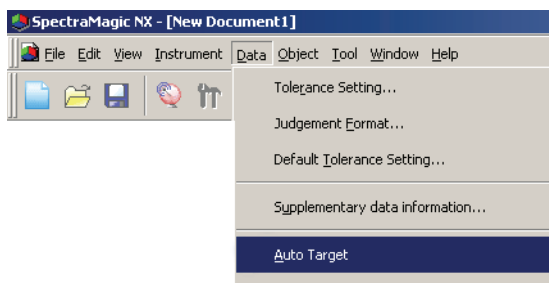 SpectraMagic NX - [New Document1]
File Edit View Instrument Data Object Tool Window Help
Tolerance Setting...
Judgement Format...
Default Tolerance Setting...
Supplementary data information...
Auto Target